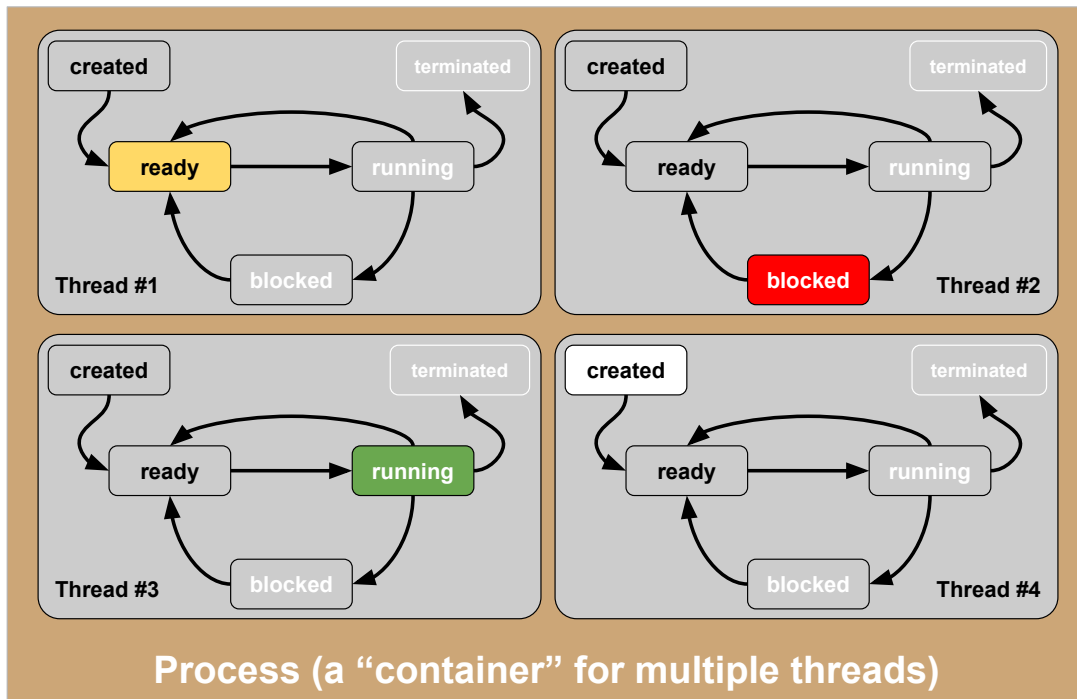 created
terminated
ready
running
blocked
Thread #1
created
terminated
ready
running
blocked
Thread #2
created
terminated
ready
running
blocked
Thread #3
created
terminated
ready
running
blocked
Thread #4
Process (a “container” for multiple threads)